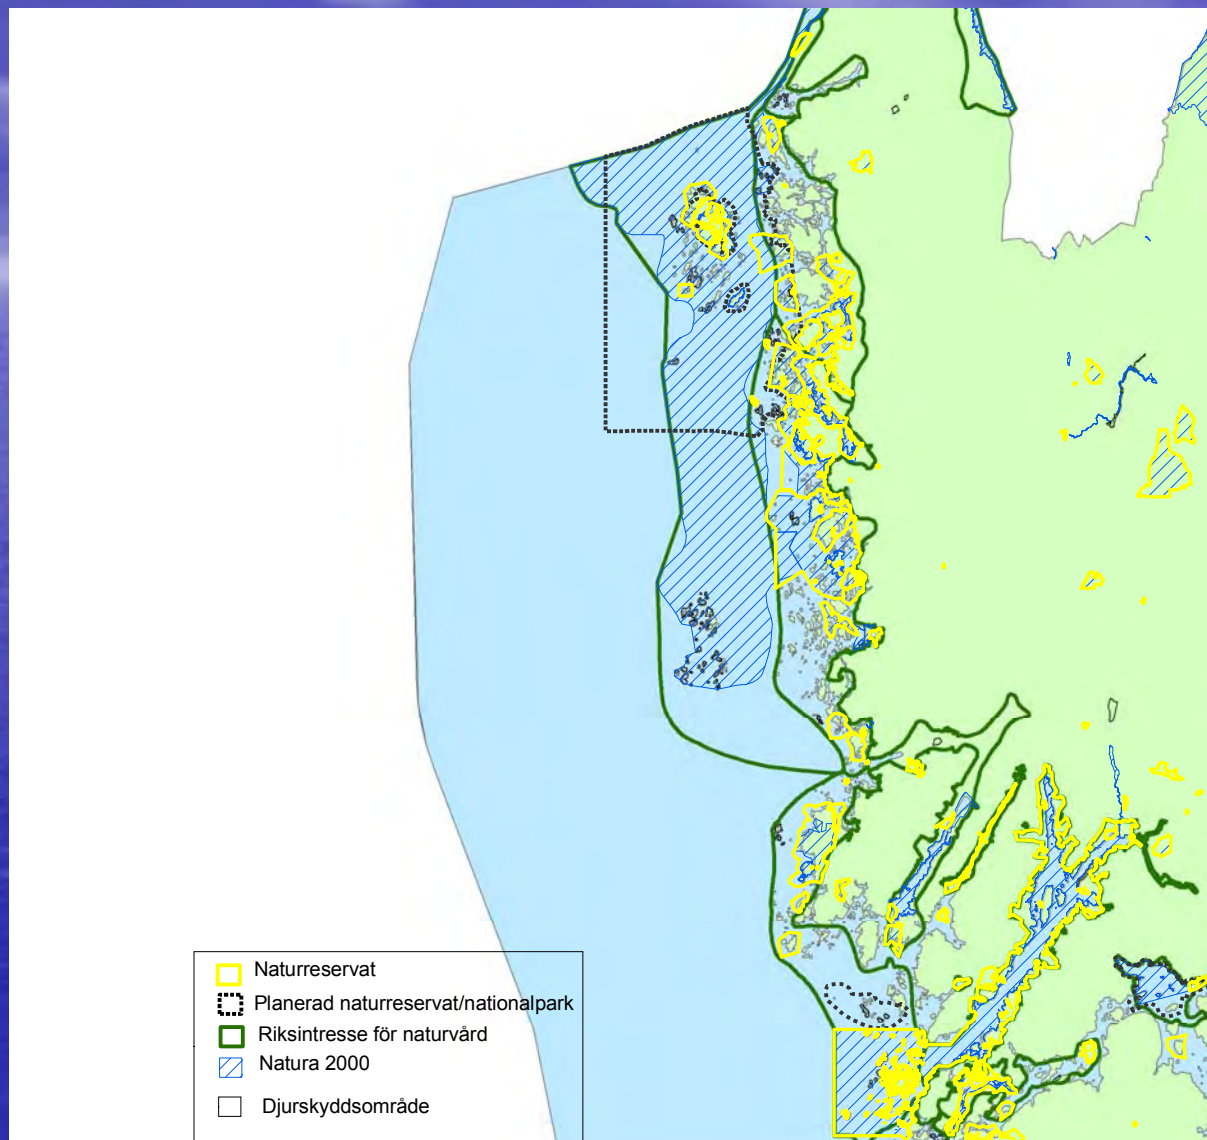 Naturreservat
Planerad naturreservat/nationalpark
Riksintresse för naturvård
Natura 2000
Djurskyddsområde